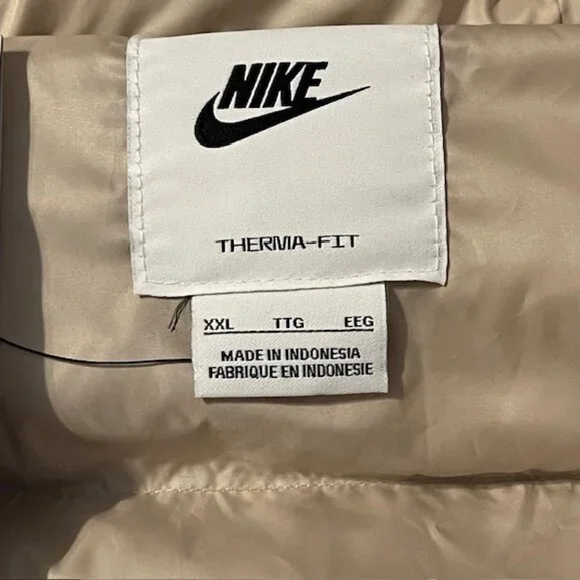 NIKE
THERMA-FIT
XXL TTG EEG
MADE IN INDONESIA
FABRIQUE EN INDONESIE